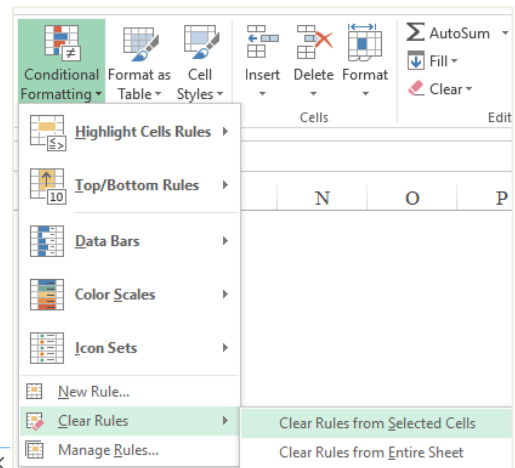 Conditional Formatting
Format as Table
Cell Styles
Insert
Delete
Format
AutoSum
Fill
Clear
Cells
Edit
Highlight Cells Rules
Top/Bottom Rules
10
N O P
Data Bars
Color Scales
Icon Sets
New Rule...
Clear Rules
Clear Rules from Selected Cells
Manage Rules...
Clear Rules from Entire Sheet